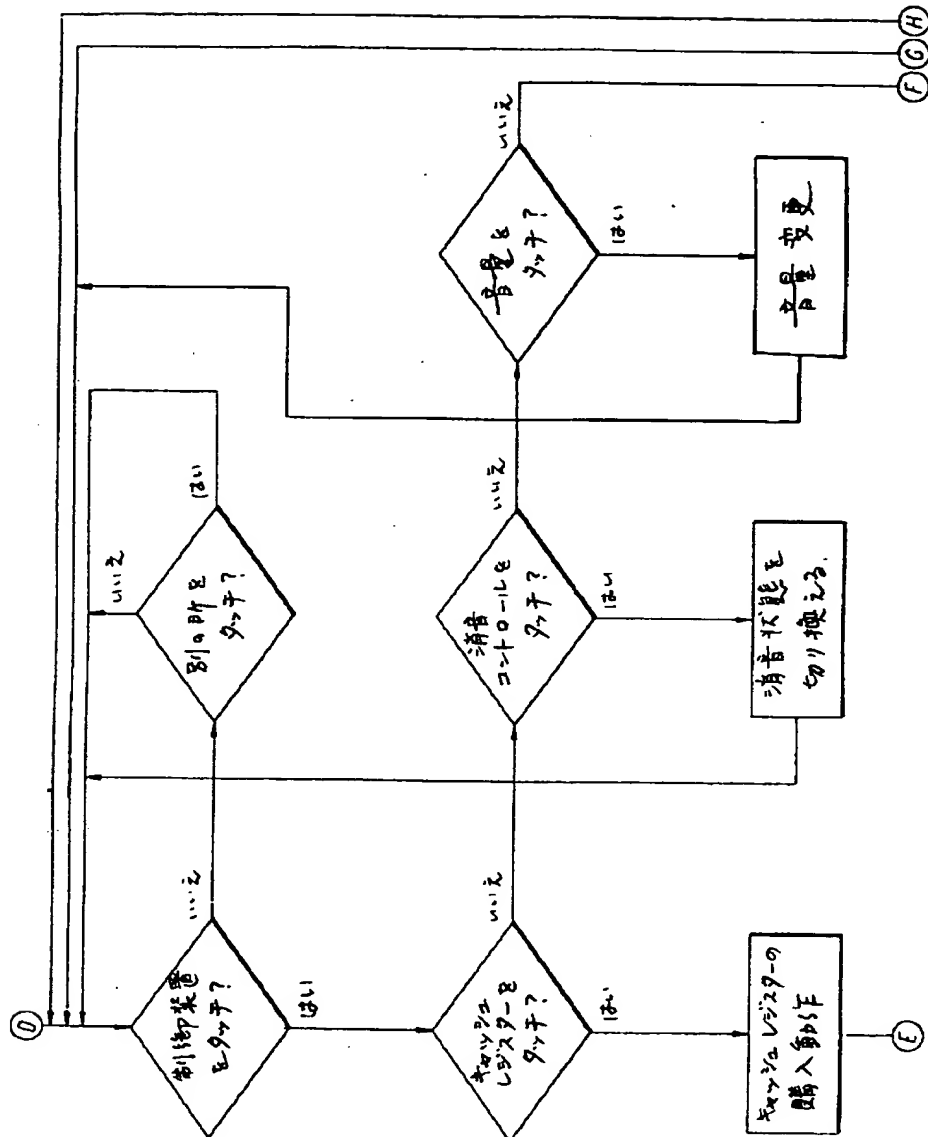 D
H
G
F
制御装置
をタッチ?
いいえ
はい
別の所を
タッチ?
いいえ
はい
キャッシュ
レジスターを
タッチ?
いいえ
はい
消音
コントロールを
タッチ?
いいえ
はい
音量を
タッチ?
いいえ
はい
キャッシュレジスターの
購入動作
消音状態を
切り換える.
音量変更
E